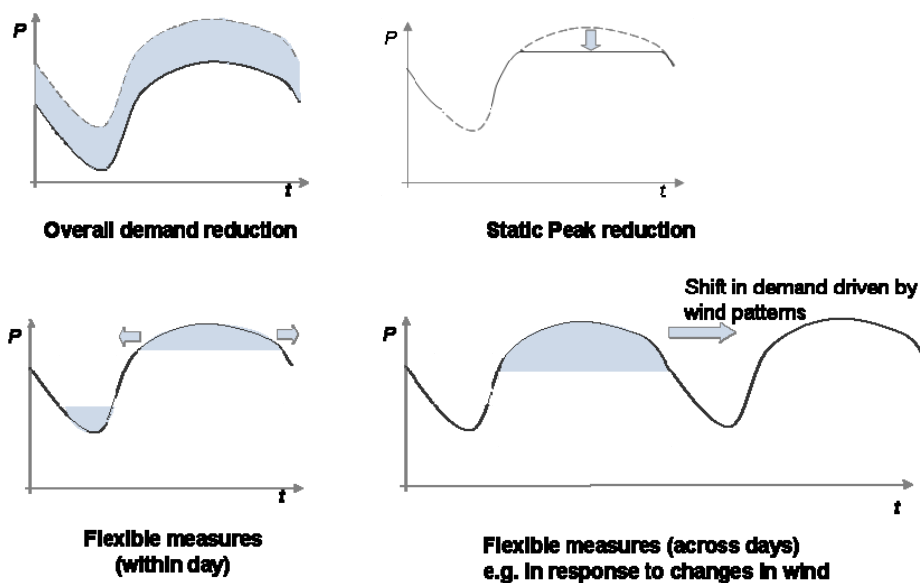 P
t
Overall demand reduction
P
t
Static Peak reduction
P
t
Flexible measures
(within day)
Shift in demand driven by
wind patterns
P
t
Flexible measures (across days)
e.g. in response to changes in wind